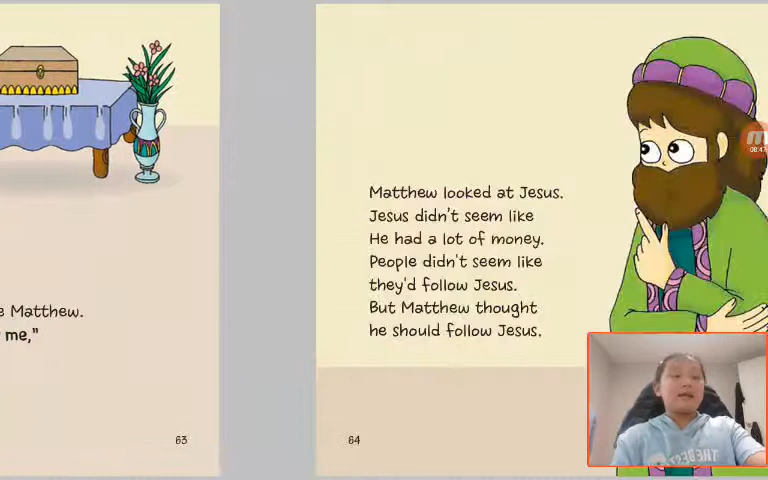 e Matthew.
me,"
63
Matthew looked at Jesus.
Jesus didn't seem like
He had a lot of money.
People didn't seem like
they'd follow Jesus.
But Matthew thought
he should follow Jesus.
64